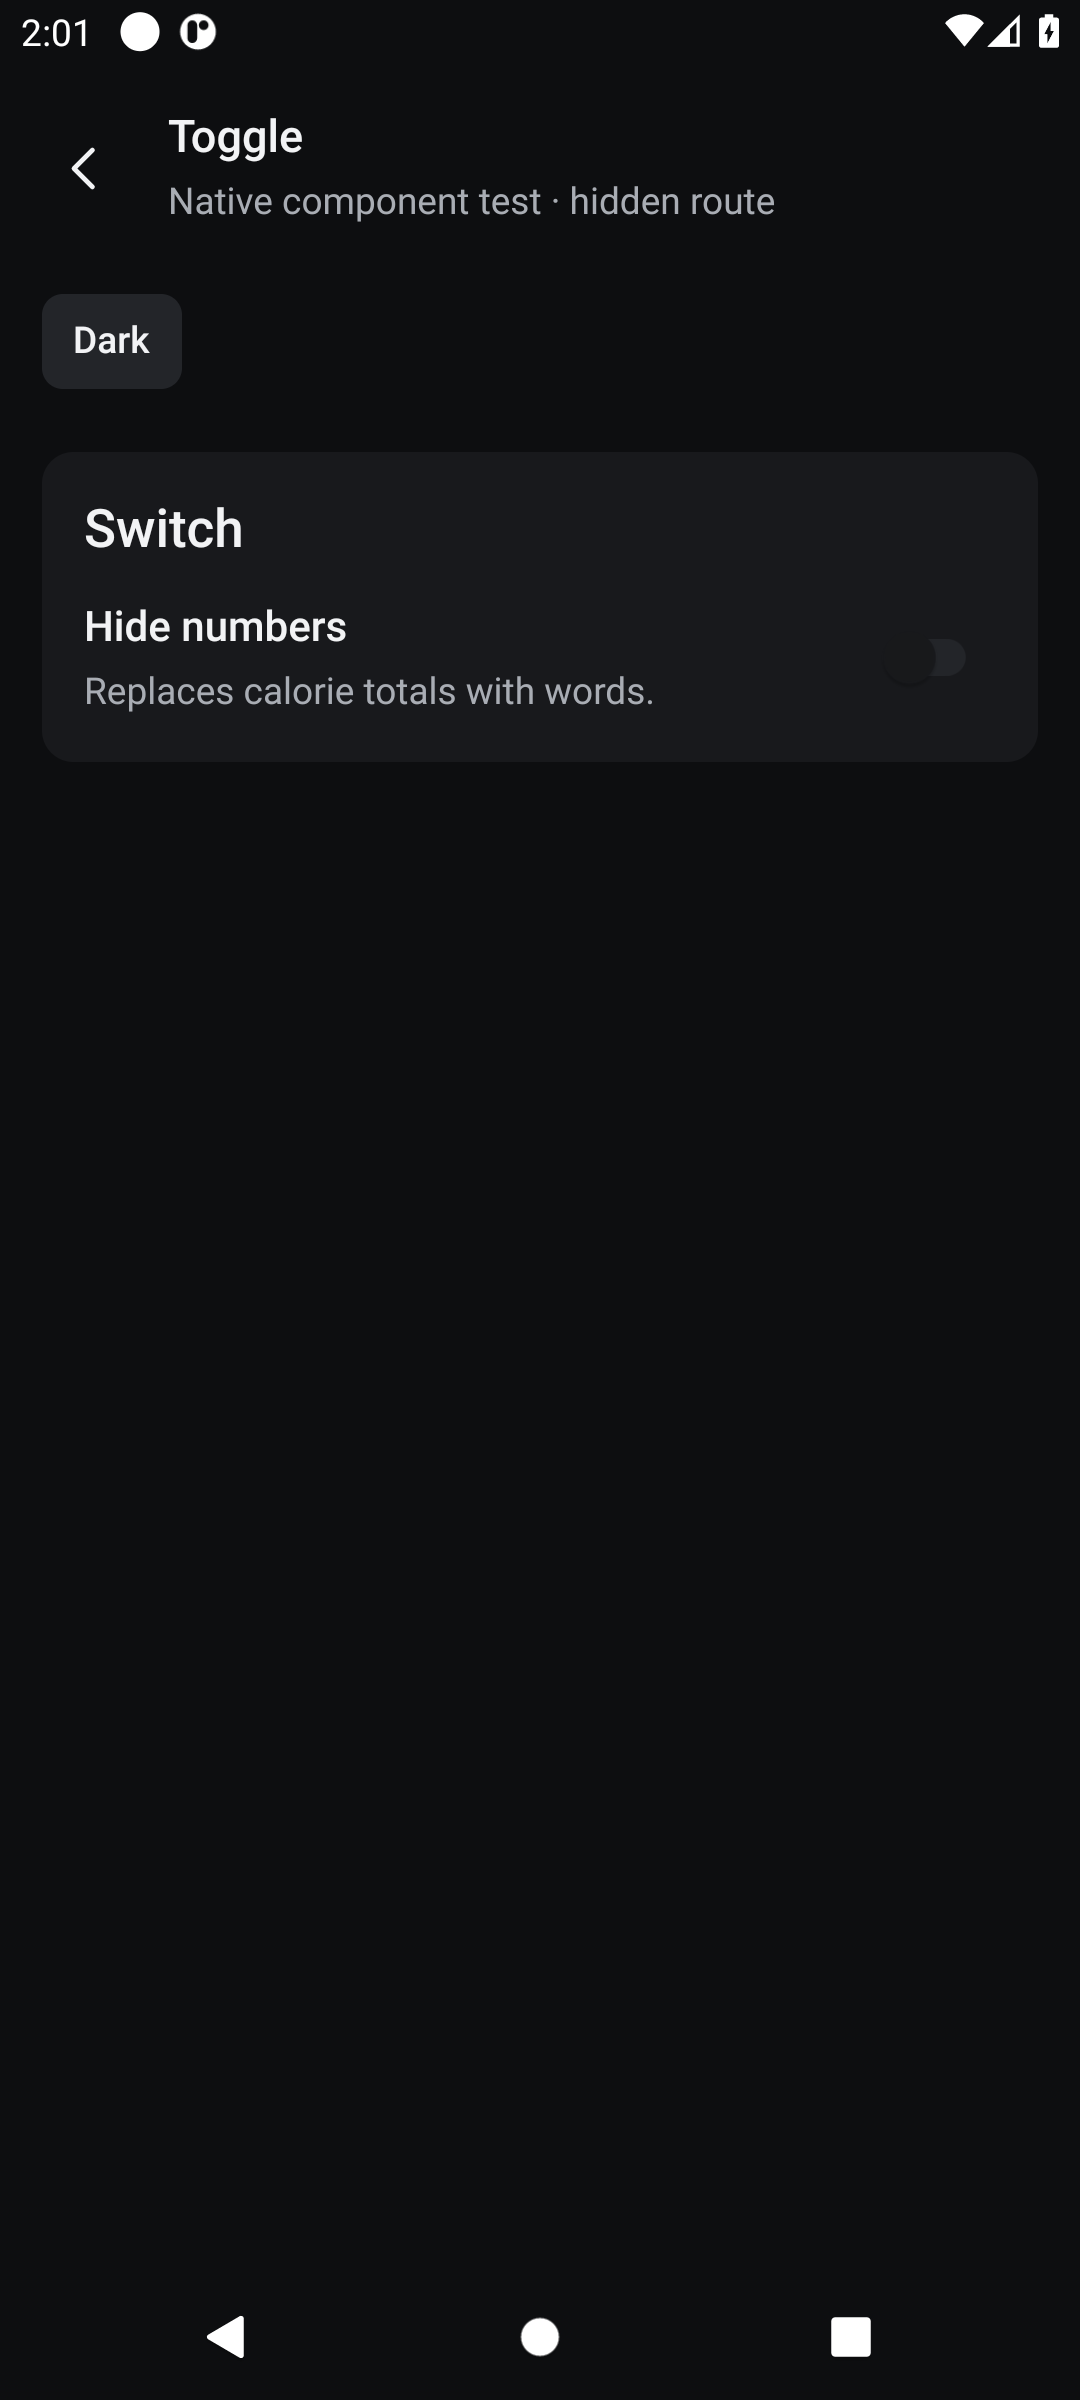 2:01
Toggle
Native component test · hidden route
Dark
Switch
Hide numbers
Replaces calorie totals with words.